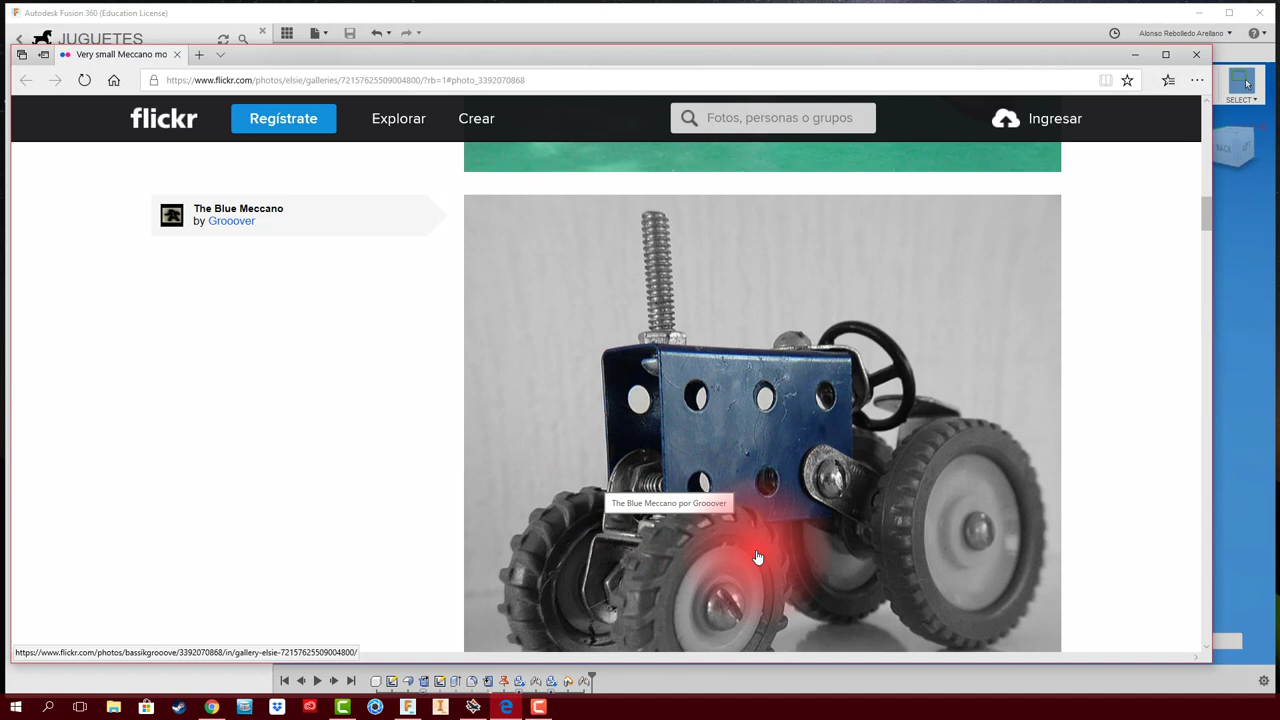 Autodesk Fusion 360 (Education License)
JUGUETES
Alonso Rebolledo Arellano
Very small Meccano mo
https://www.flickr.com/photos/elsie/galleries/72157625509004800/?rb=1#photo_3392070868
SELECT
flickr
Regístrate
Explorar
Crear
Fotos, personas o grupos
Ingresar
BACK
LEFT
The Blue Meccano
by Grooover
The Blue Meccano por Grooover
https://www.flickr.com/photos/bassikgrooove/3392070868/in/gallery-elsie-72157625509004800/